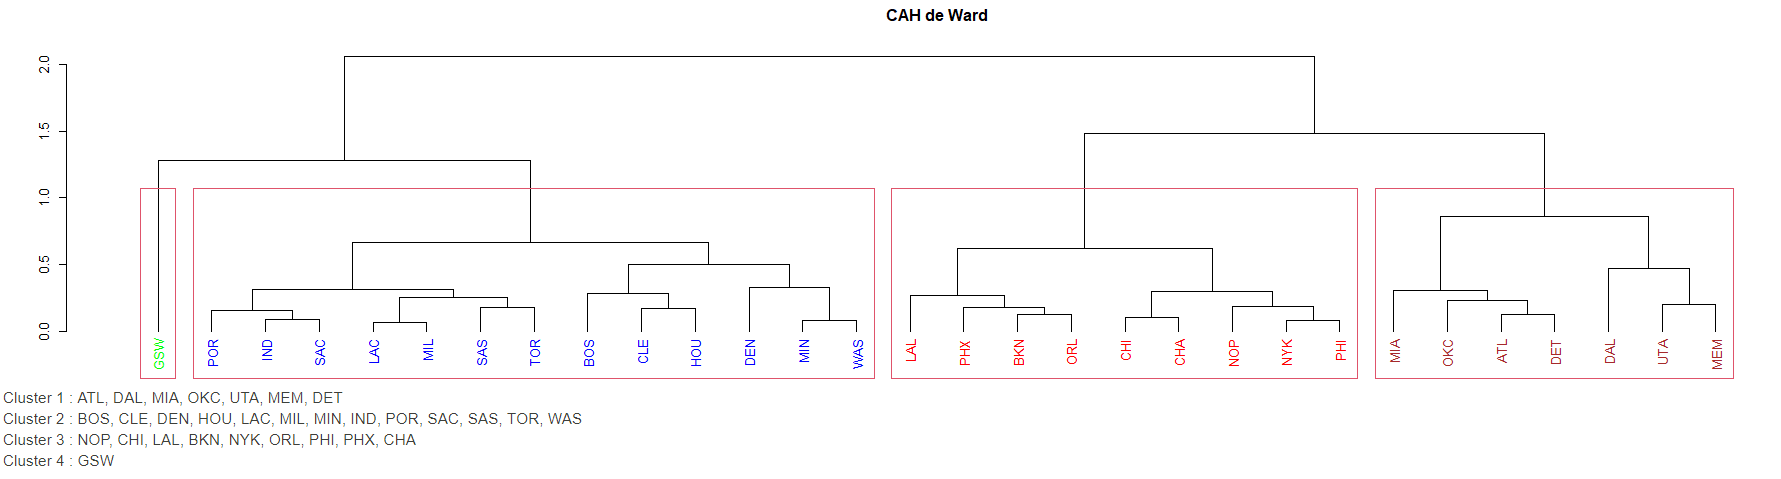 CAH de Ward
2.0
1.5
1.0
0.5
0.0
GSW POR IND SAC LAC MIL SAS TOR BOS CLE HOU DEN MIN WAS LAL PHX BKN ORL CHI CHA NOP NYK PHI MIA OKC ATL DET DAL UTA MEM
Cluster 1 : ATL, DAL, MIA, OKC, UTA, MEM, DET
Cluster 2 : BOS, CLE, DEN, HOU, LAC, MIL, MIN, IND, POR, SAC, SAS, TOR, WAS
Cluster 3 : NOP, CHI, LAL, BKN, NYK, ORL, PHI, PHX, CHA
Cluster 4 : GSW